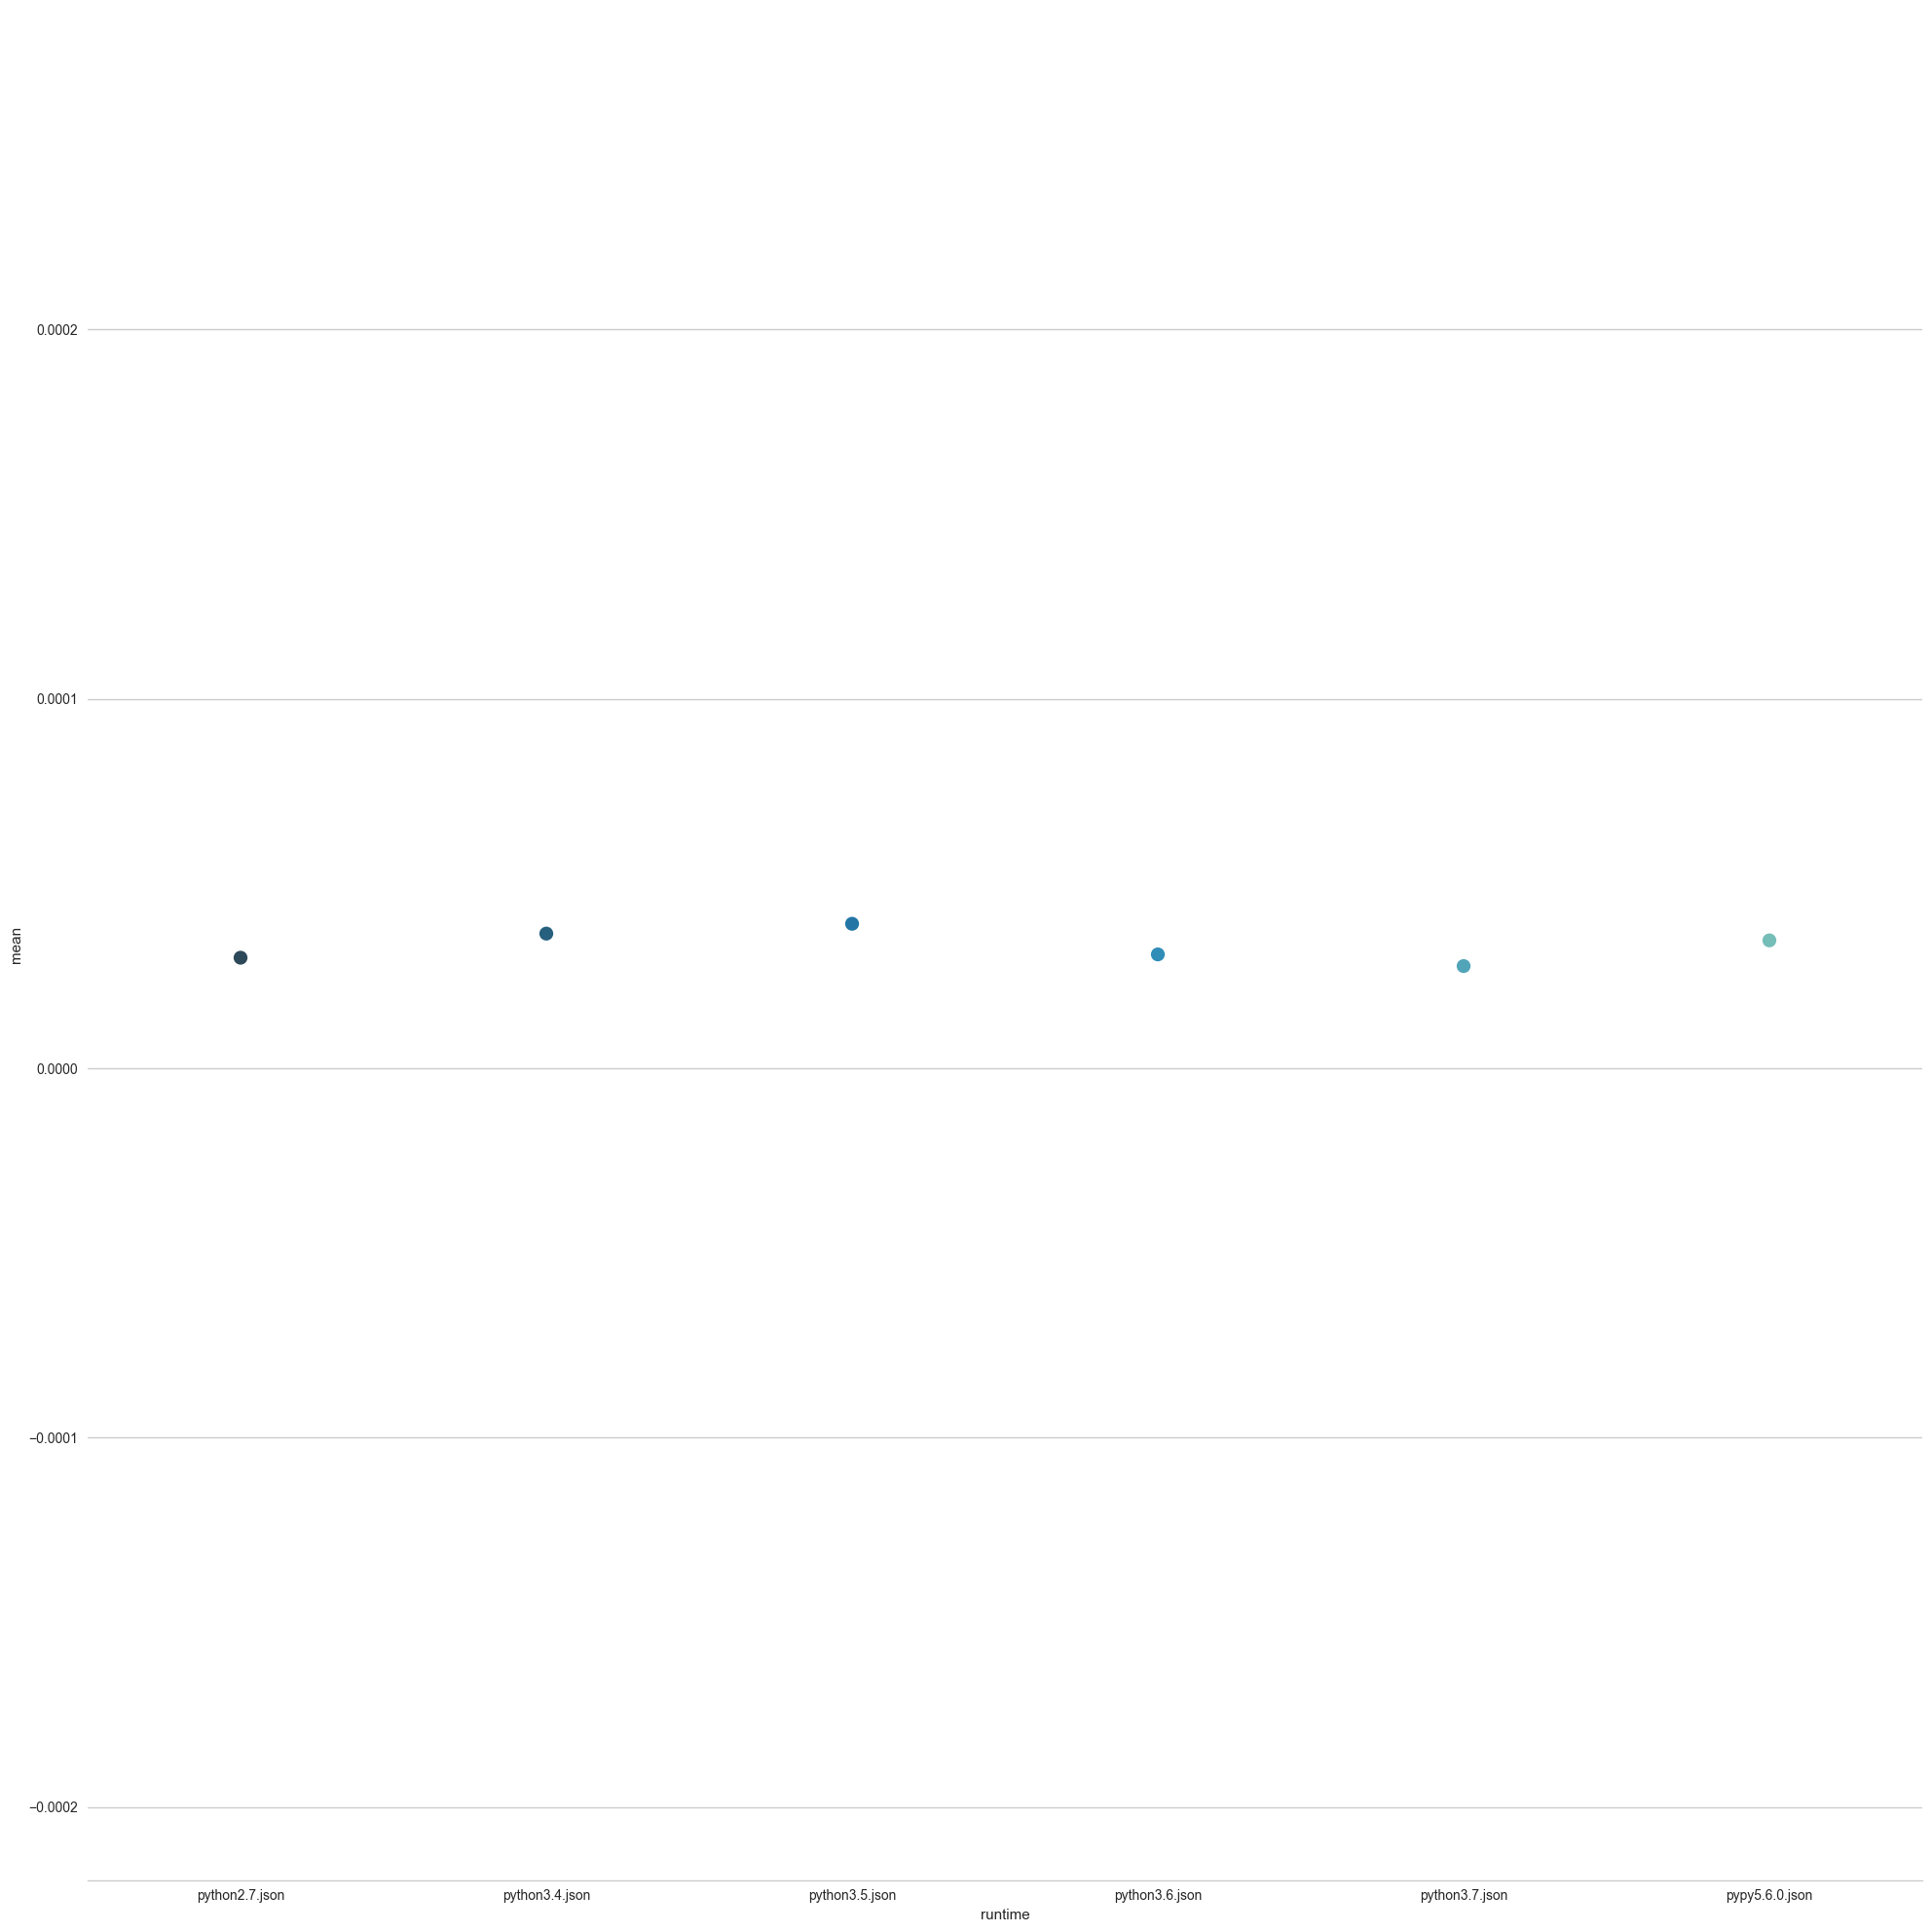 0.0002
0.0001
mean
0.0000
−0.0001
−0.0002
python2.7.json python3.4.json python3.5.json python3.6.json python3.7.json pypy5.6.0.json
runtime